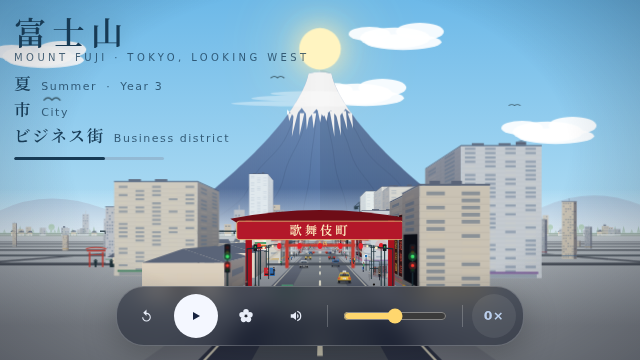 富士山
MOUNT FUJI · TOKYO, LOOKING WEST
夏 Summer · Year 3
市 City
ビジネス街 Business district
歌舞伎町
0×